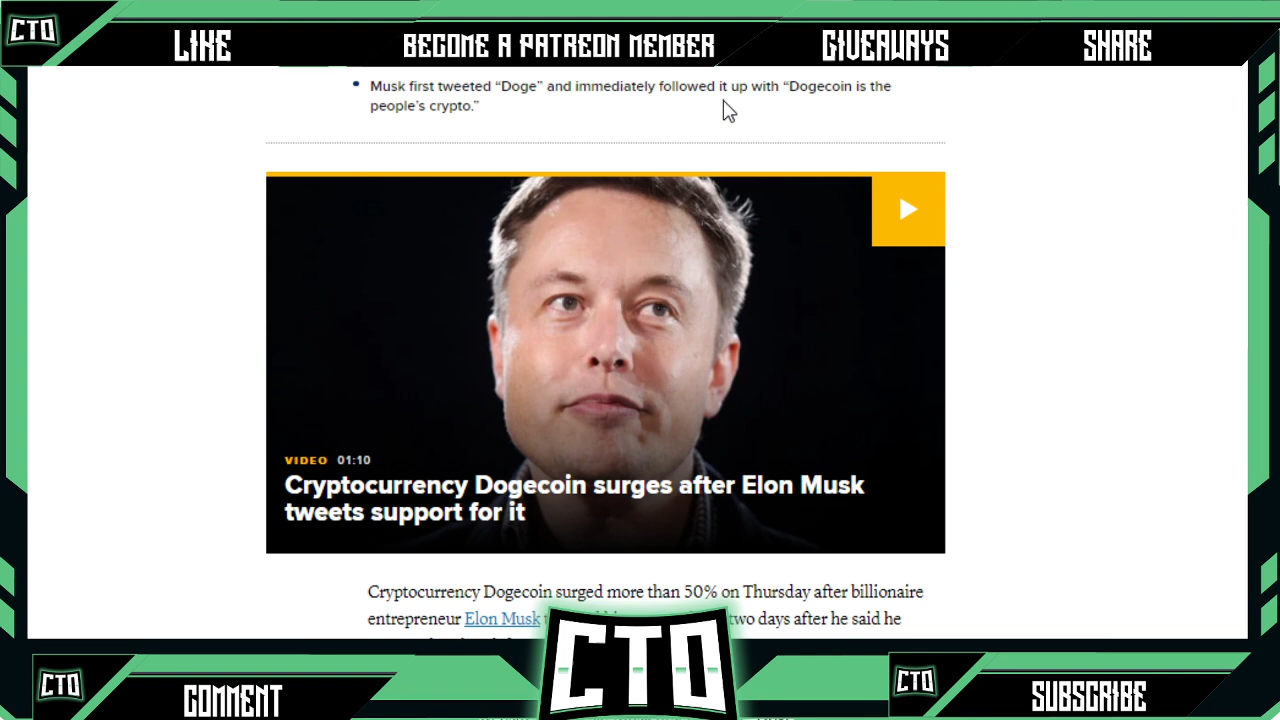 CTO
LIKE
BECOME A PATREON MEMBER
GIVEAWAYS
SHARE
Musk first tweeted “Doge” and immediately followed it up with “Dogecoin is the
people’s crypto.”
VIDEO 01:10
Cryptocurrency Dogecoin surges after Elon Musk
tweets support for it
Cryptocurrency Dogecoin surged more than 50% on Thursday after billionaire
entrepreneur Elon Musk two days after he said he
CTO
CTO
COMMENT
CTO
SUBSCRIBE